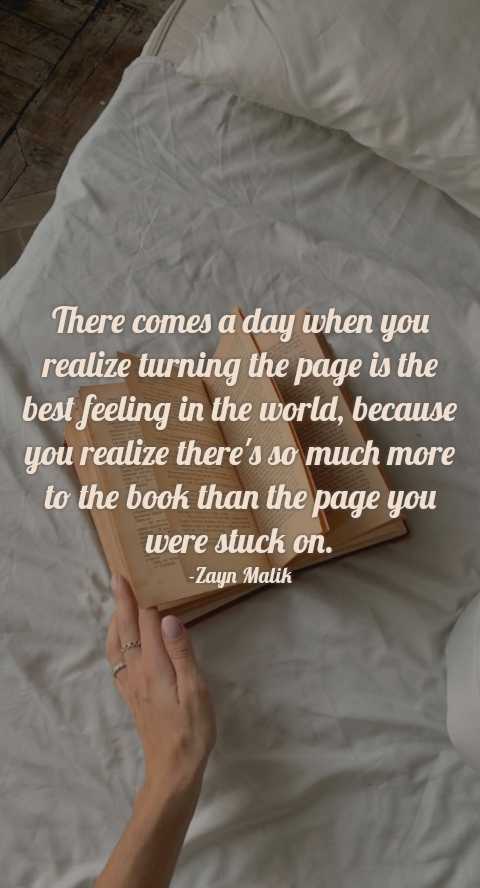 There comes a day when you
realize turning the page is the
best feeling in the world, because
you realize there's so much more
to the book than the page you
were stuck on.
-Zayn Malik